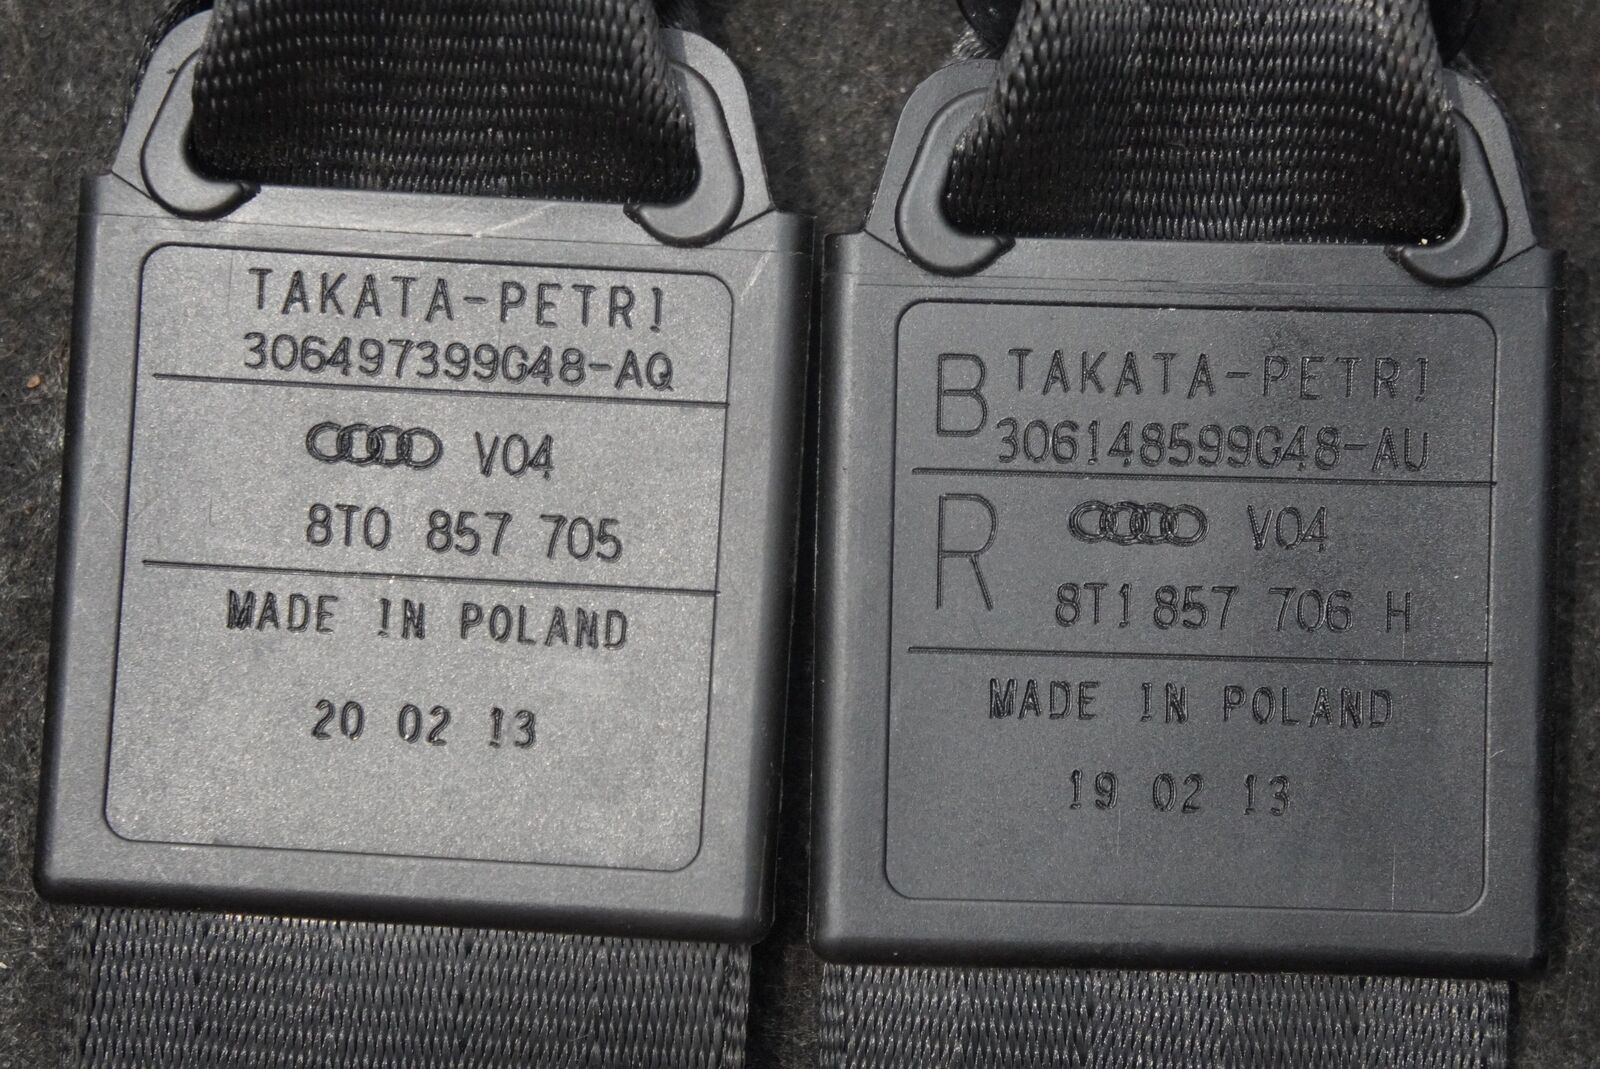 TAKATA-PETRI
306497399G48-AQ
V04
8T0 857 705
MADE IN POLAND
20 02 13
B TAKATA-PETRI
306148599G48-AU
R V04
8T1 857 706 H
MADE IN POLAND
19 02 13